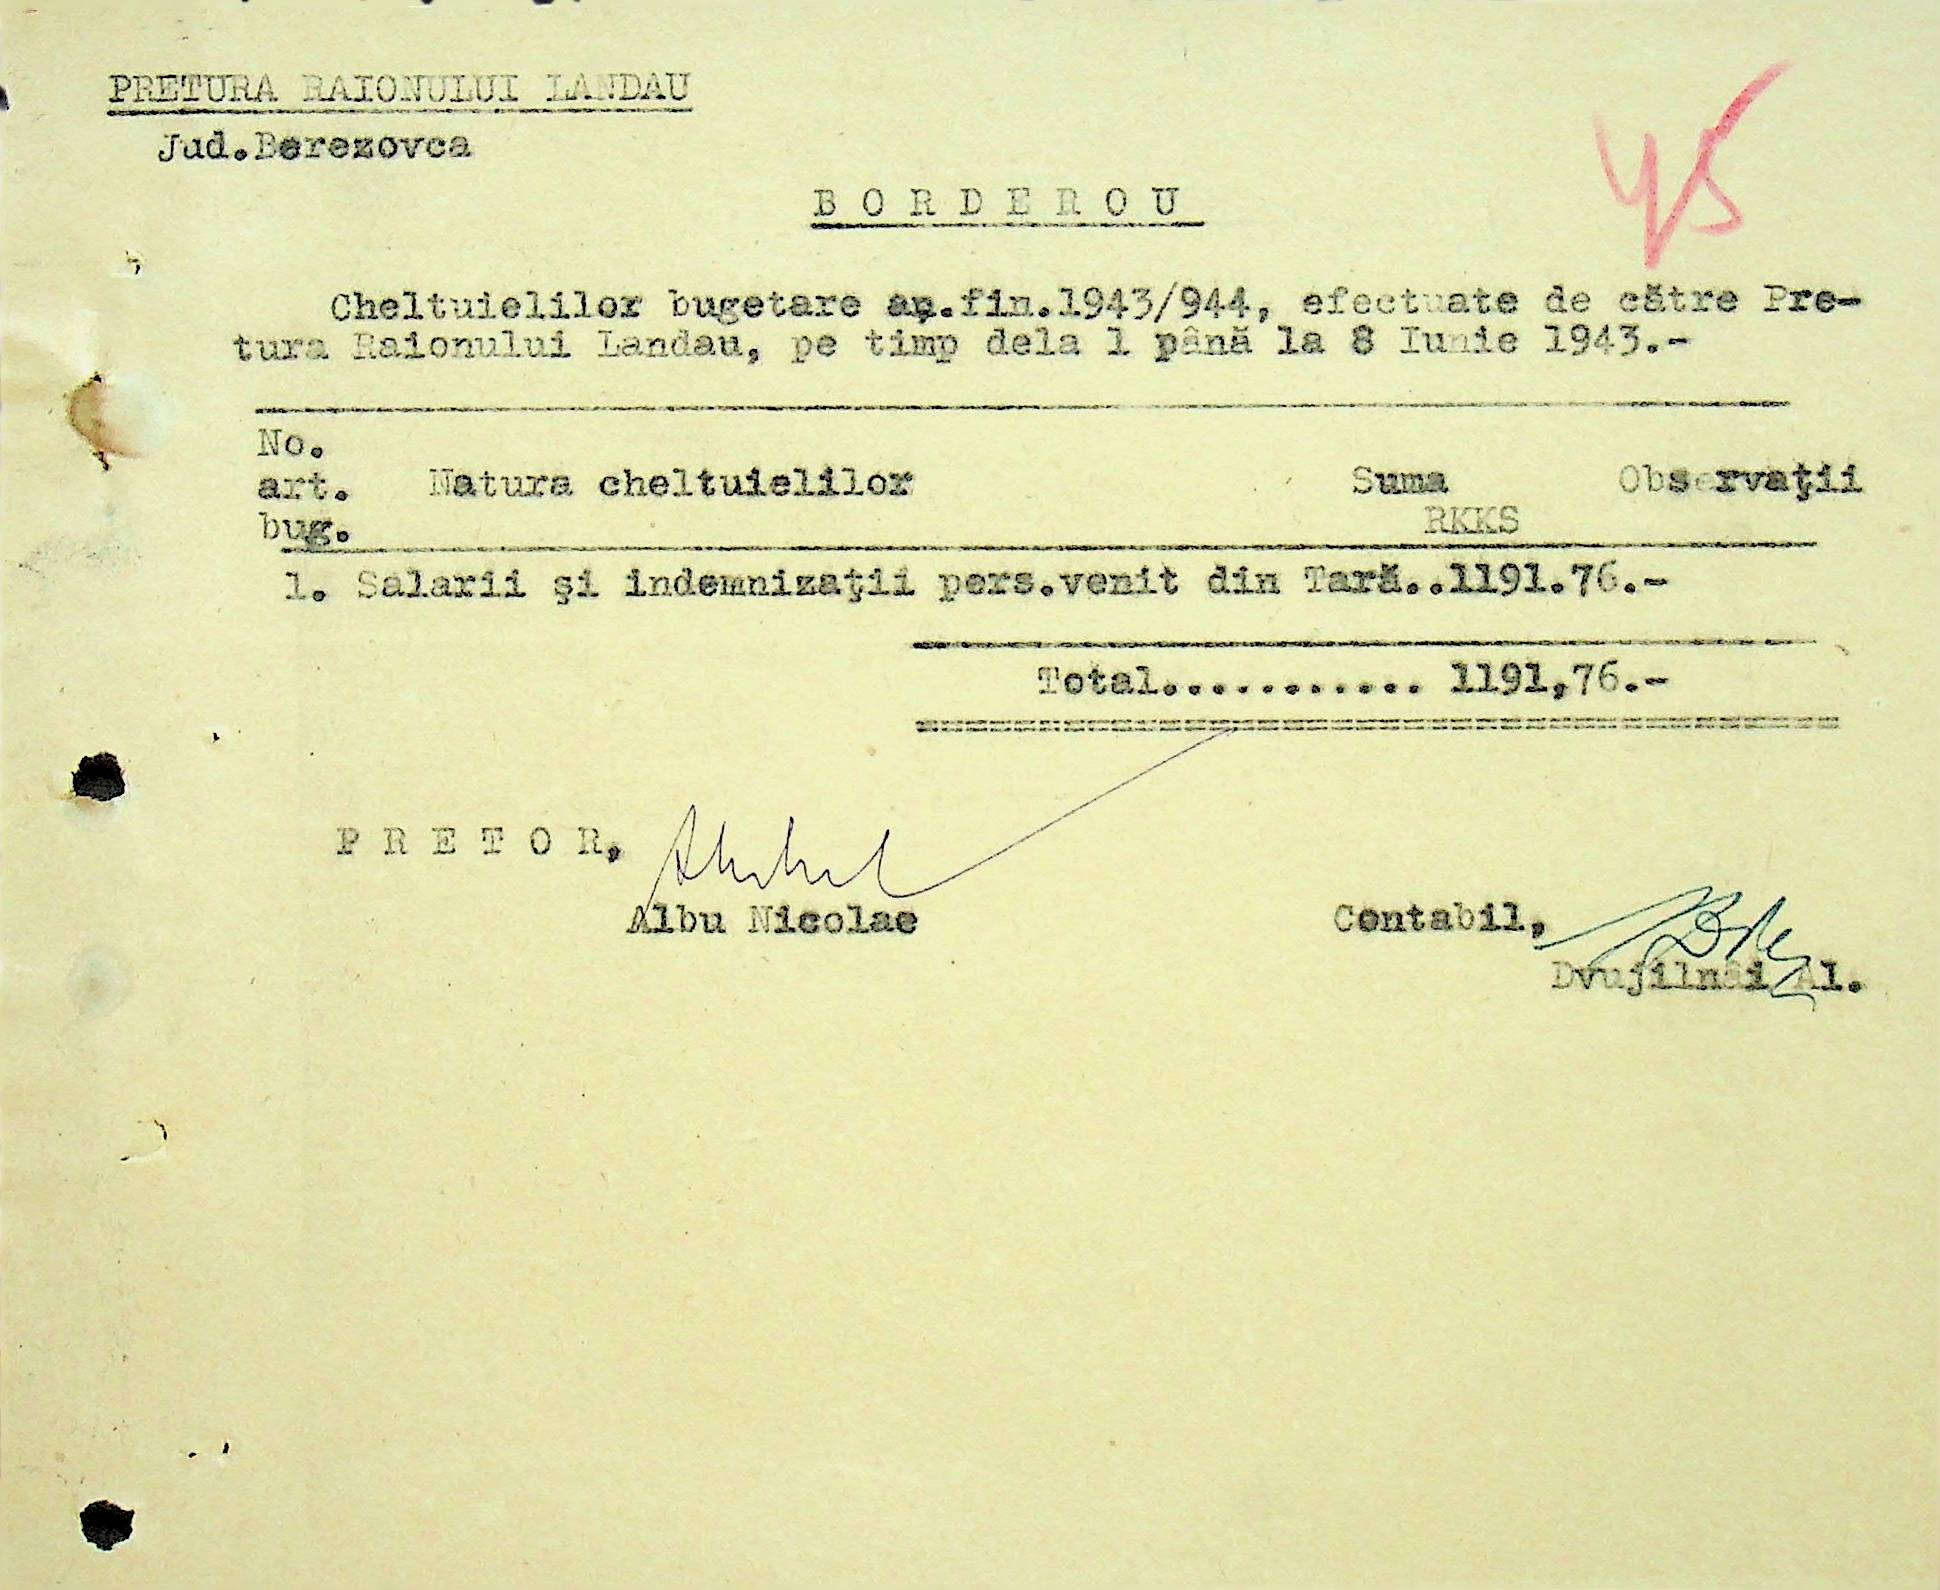 PRETURA RAIONULUI LANDAU
Jud.Berezovca
45
B O R D E R O U
Cheltuielilor bugetare an.fin.1943/944, efectuate de către Pre-
tura Raionului Landau, pe timp dela 1 până la 8 Iunie 1943.-
No.
art. Natura cheltuielilor Suma Observaţii
bug. RKKS
1. Salarii şi indemnizaţii pers.venit din Tară..1191.76.-
Total........... 1191,76.-
P R E T O R,
Albu Nicolae
Contabil,
Dvujilnâi Al.